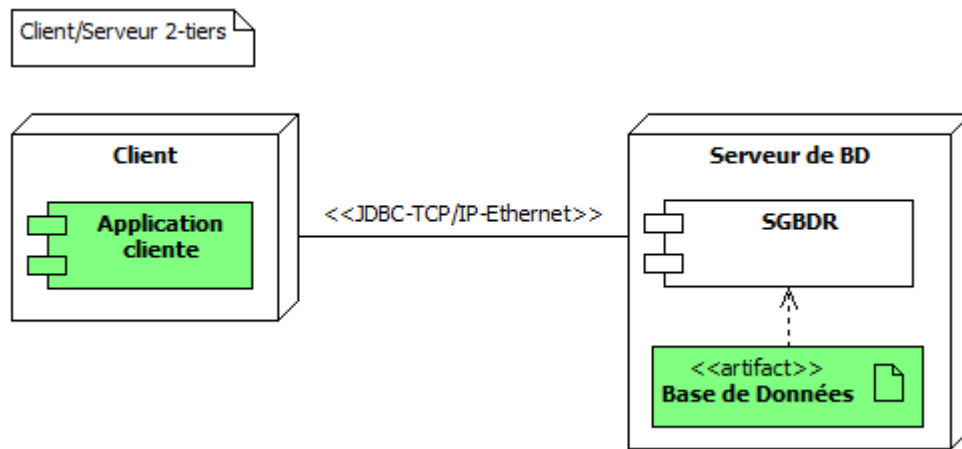 Client/Serveur 2-tiers
Client
Application
cliente
<<JDBC-TCP/IP-Ethernet>>
Serveur de BD
SGBDR
<<artifact>>
Base de Données